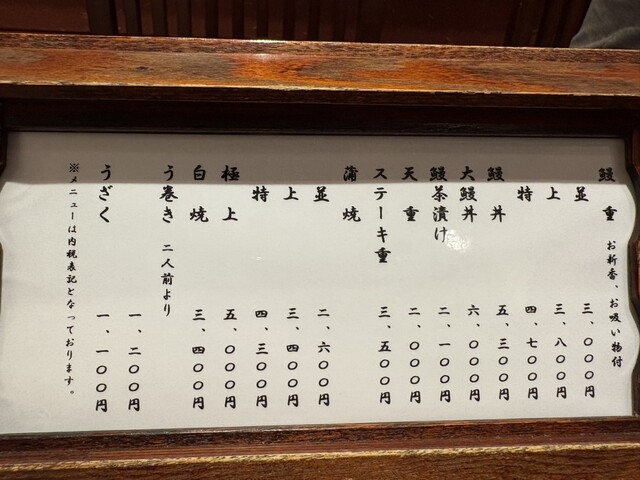 鰻重 お新香、お吸い物付
並 三、〇〇〇円
上 三、八〇〇円
特 四、七〇〇円
鰻丼 五、三〇〇円
大鰻丼 六、〇〇〇円
鰻茶漬け 二、一〇〇円
天重 二、〇〇〇円
ステーキ重 三、五〇〇円
蒲焼
並 二、六〇〇円
上 三、四〇〇円
特 四、三〇〇円
極上 五、〇〇〇円
白焼 三、四〇〇円
う巻き 二人前より
一、二〇〇円
うざく 一、一〇〇円
※メニューは内税表記となっております。